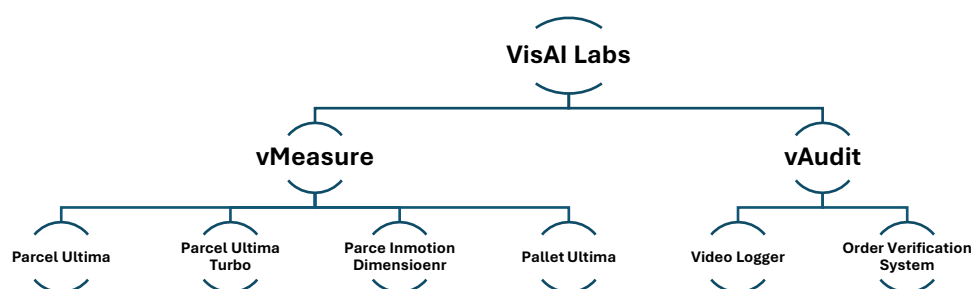 VisAI Labs
vMeasure
vAudit
Parcel Ultima
Parcel Ultima
Turbo
Parce Inmotion
Dimensioenr
Pallet Ultima
Video Logger
Order Verification
System